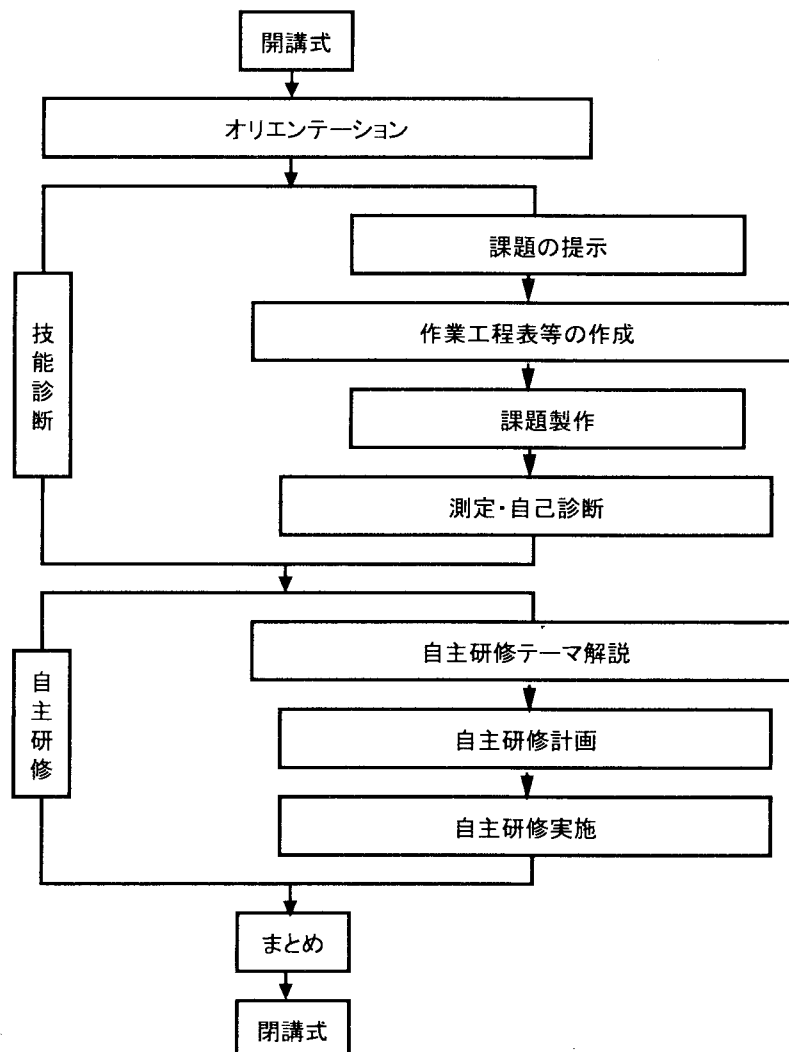 開講式
オリエンテーション
技能診断
課題の提示
作業工程表等の作成
課題製作
測定・自己診断
自主研修
自主研修テーマ解説
自主研修計画
自主研修実施
まとめ
閉講式